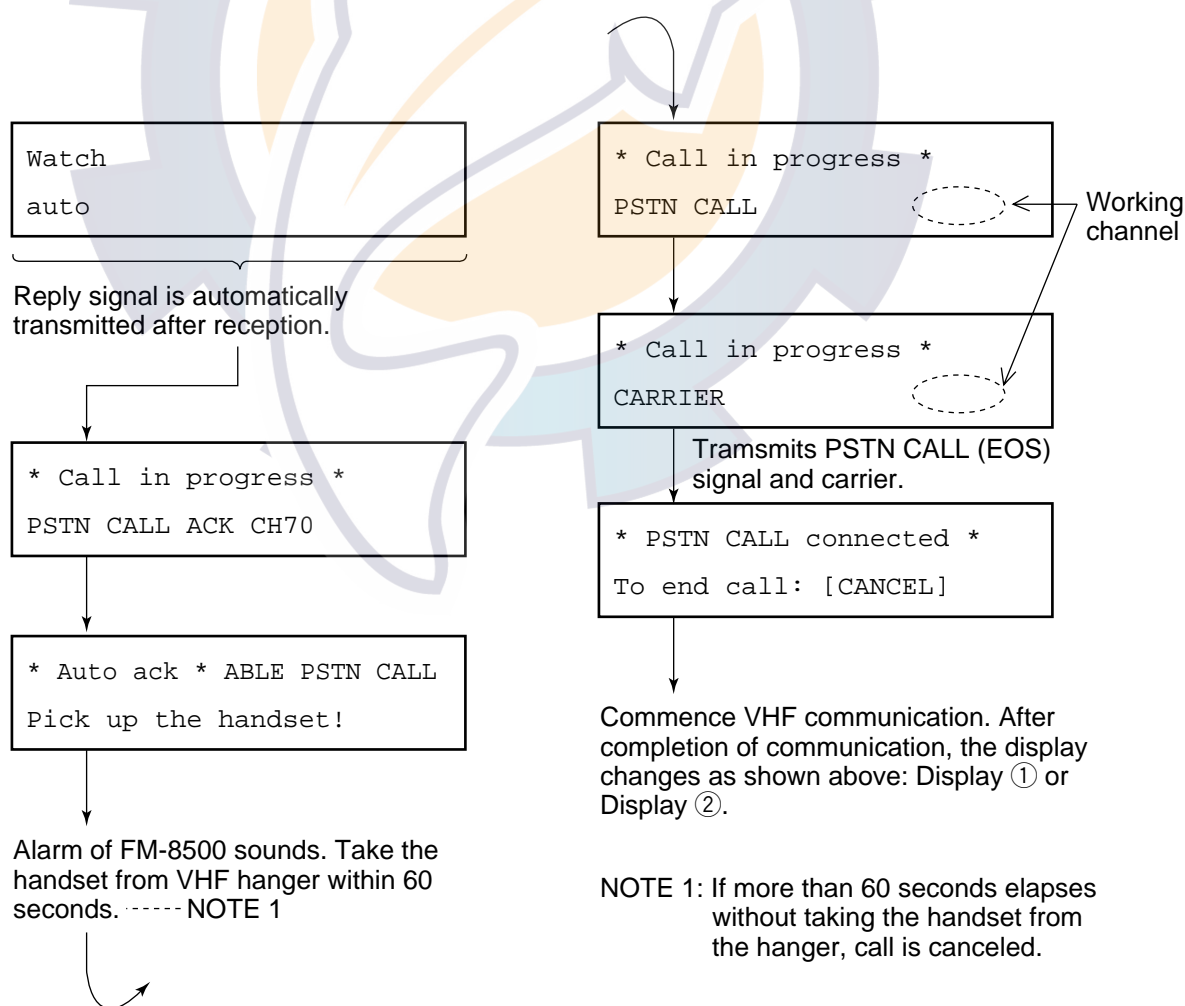 Watch
auto
Reply signal is automatically
transmitted after reception.
* Call in progress *
PSTN CALL ACK CH70
* Auto ack * ABLE PSTN CALL
Pick up the handset!
Alarm of FM-8500 sounds. Take the
handset from VHF hanger within 60
seconds. ------ NOTE 1
* Call in progress *
PSTN CALL
Working
channel
* Call in progress *
CARRIER
Tramsmits PSTN CALL (EOS)
signal and carrier.
* PSTN CALL connected *
To end call: [CANCEL]
Commence VHF communication. After
completion of communication, the display
changes as shown above: Display ① or
Display ②.
NOTE 1: If more than 60 seconds elapses
without taking the handset from
the hanger, call is canceled.